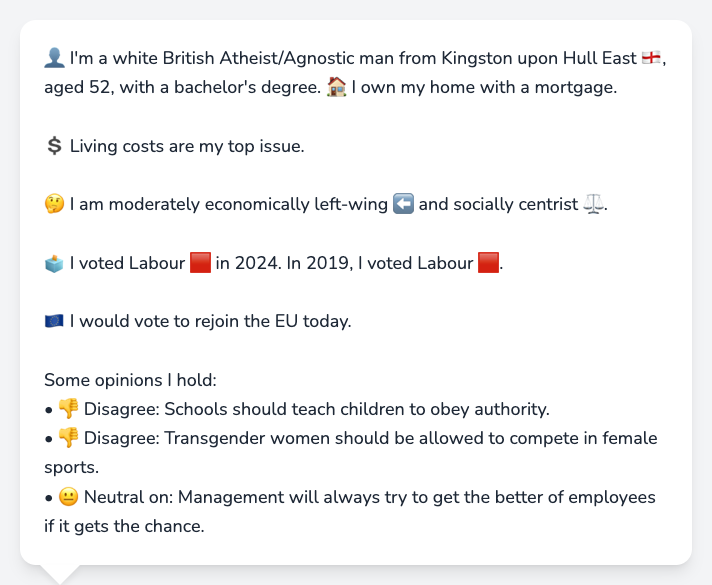 👤 I'm a white British Atheist/Agnostic man from Kingston upon Hull East 🏴󠁧󠁢󠁥󠁮󠁧󠁿,
aged 52, with a bachelor's degree. 🏠 I own my home with a mortgage.
💲 Living costs are my top issue.
🤔 I am moderately economically left-wing ⬅️ and socially centrist ⚖️.
🗳️ I voted Labour 🟥 in 2024. In 2019, I voted Labour 🟥.
🇪🇺 I would vote to rejoin the EU today.
Some opinions I hold:
• 👎 Disagree: Schools should teach children to obey authority.
• 👎 Disagree: Transgender women should be allowed to compete in female
sports.
• 😐 Neutral on: Management will always try to get the better of employees
if it gets the chance.